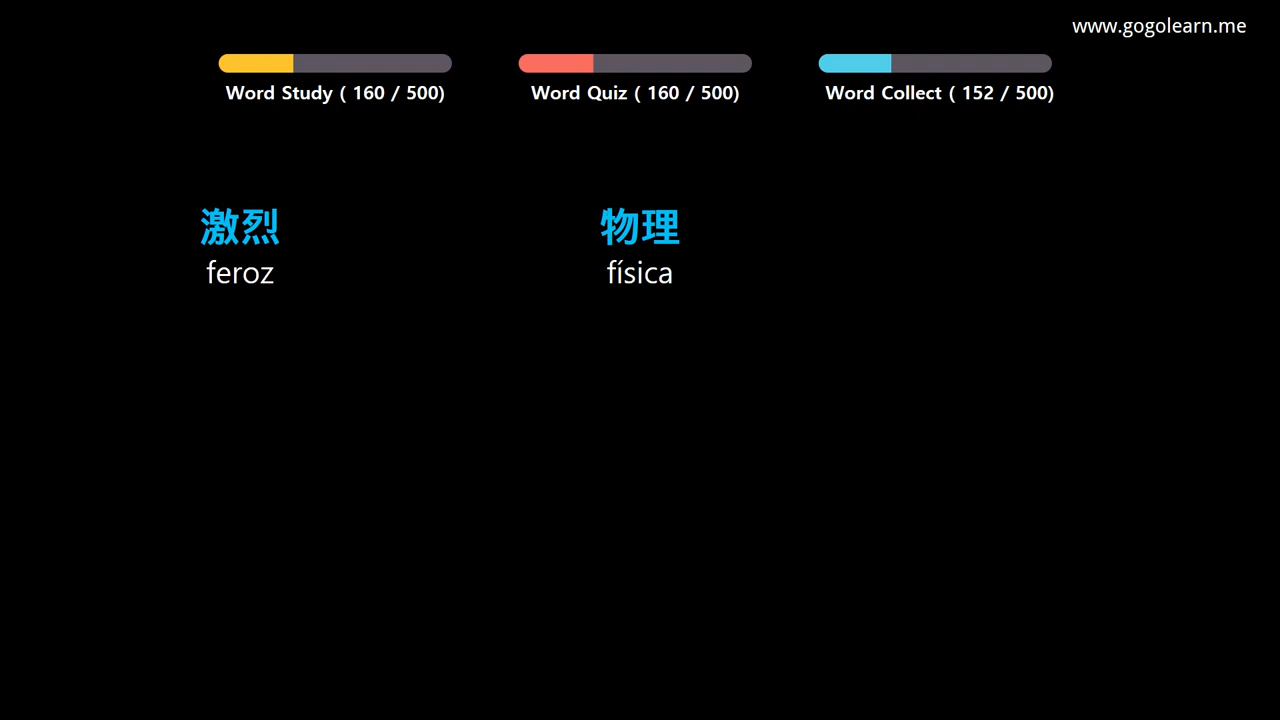 www.gogolearn.me
Word Study ( 160 / 500)
Word Quiz ( 160 / 500)
Word Collect ( 152 / 500)
激烈
feroz
物理
física